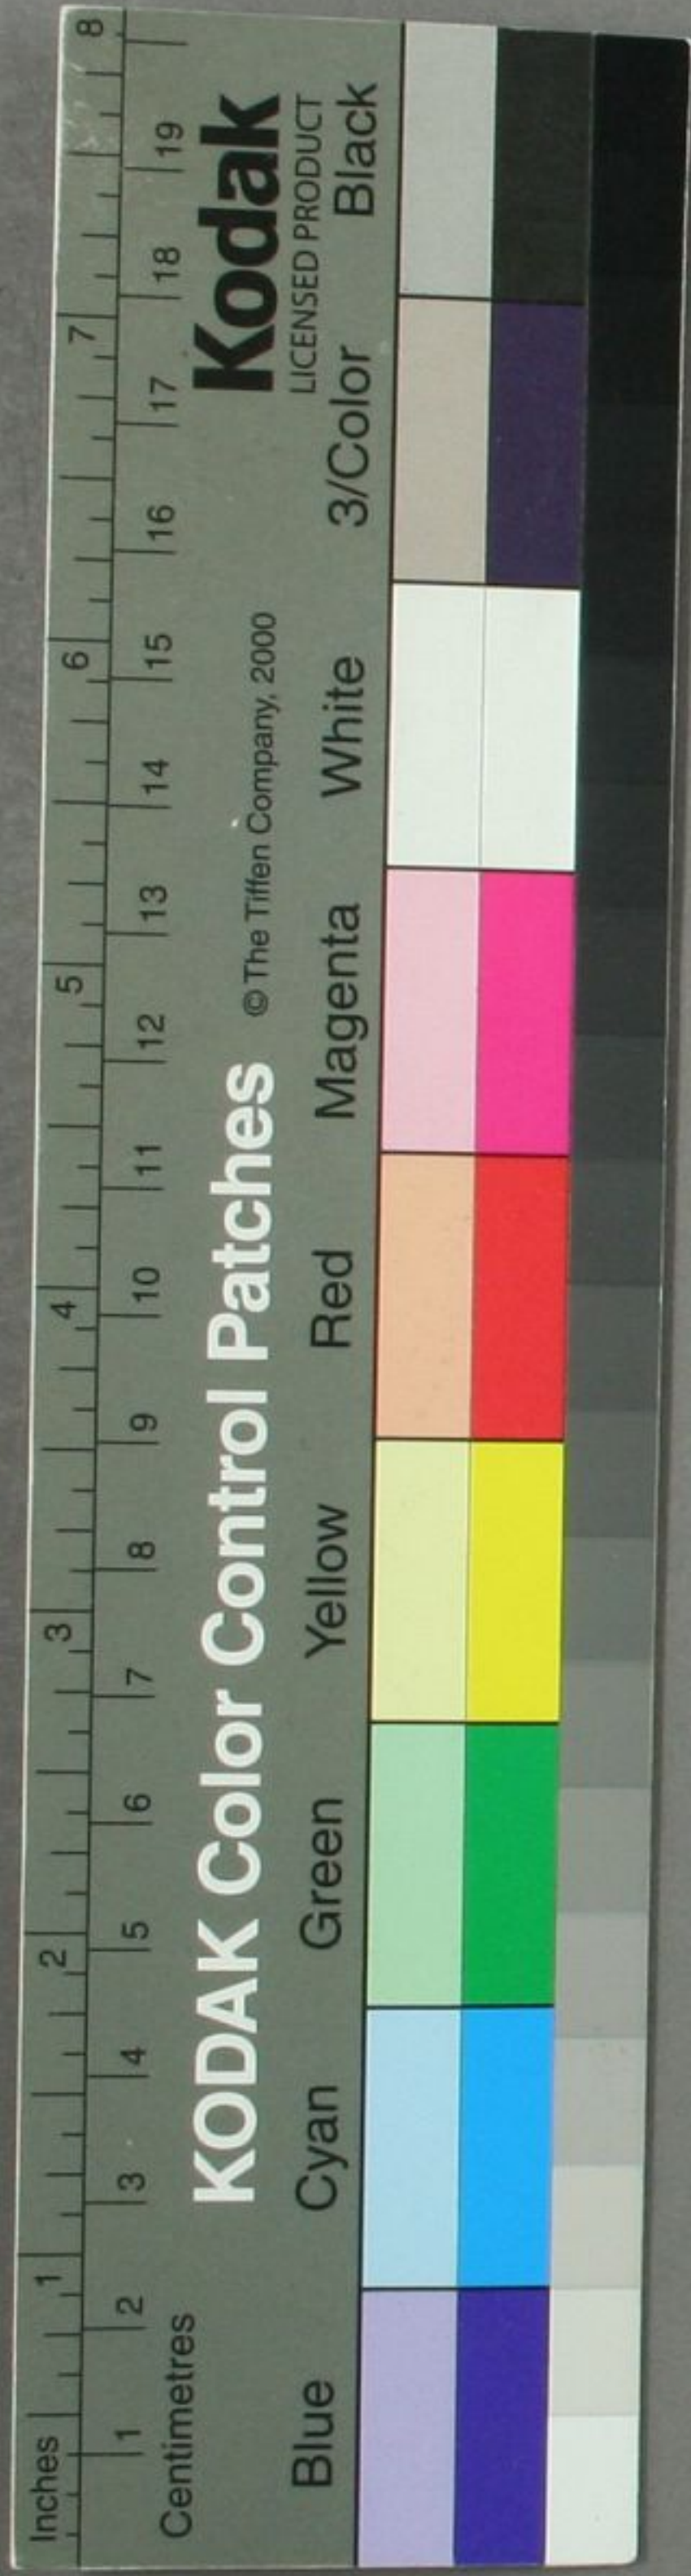 Inches 1 2 3 4 5 6 7 8
1 2 3 4 5 6 7 8 9 10 11 12 13 14 15 16 17 18 19
Centimetres
KODAK Color Control Patches © The Tiffen Company, 2000 Kodak
LICENSED PRODUCT
Blue Cyan Green Yellow Red Magenta White 3/Color Black